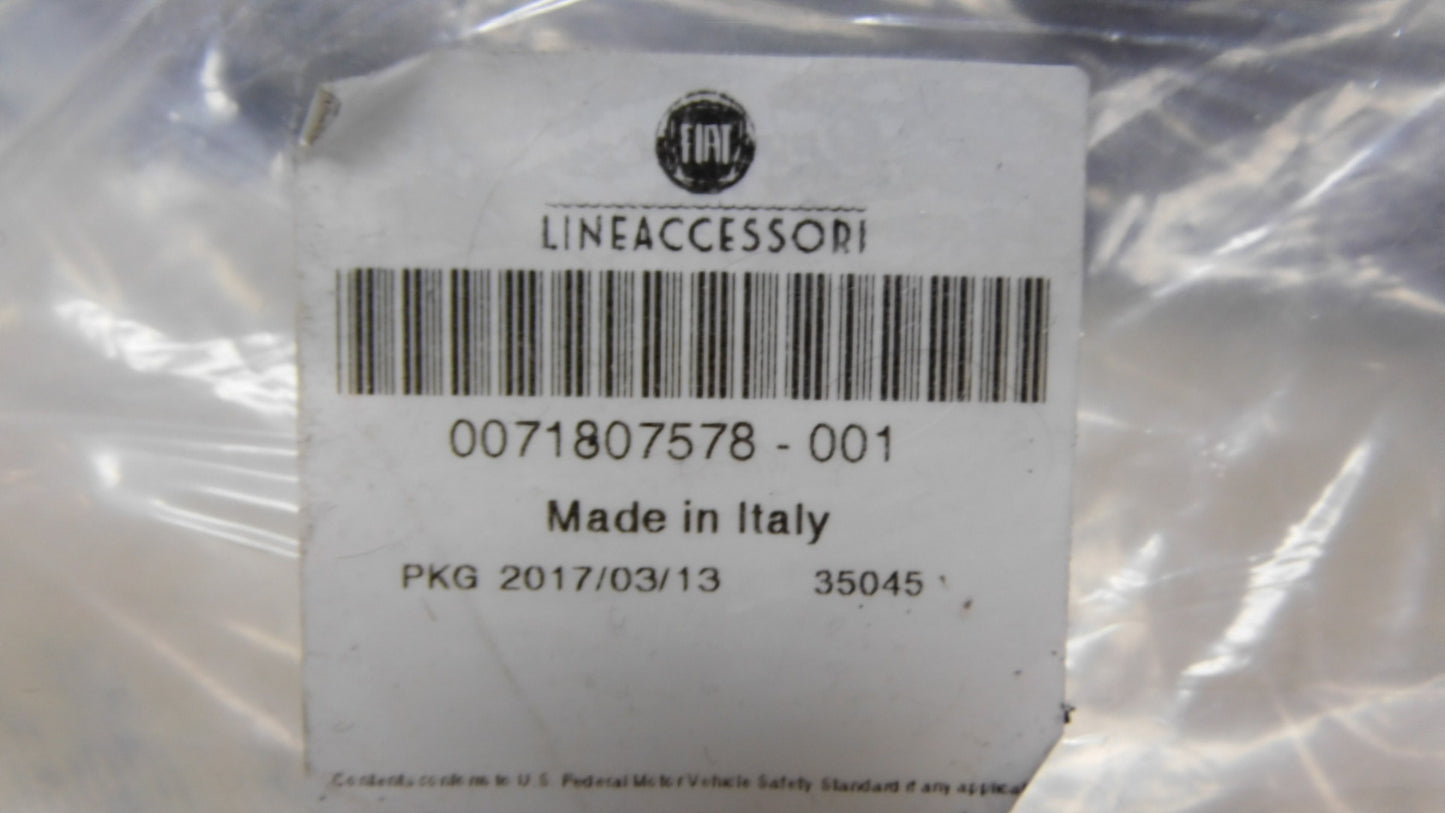 FIAT
LINEACCESSORI
0071807578 - 001
Made in Italy
PKG 2017/03/13 35045
Contents conform to U.S. Federal Motor Vehicle Safety Standard if any